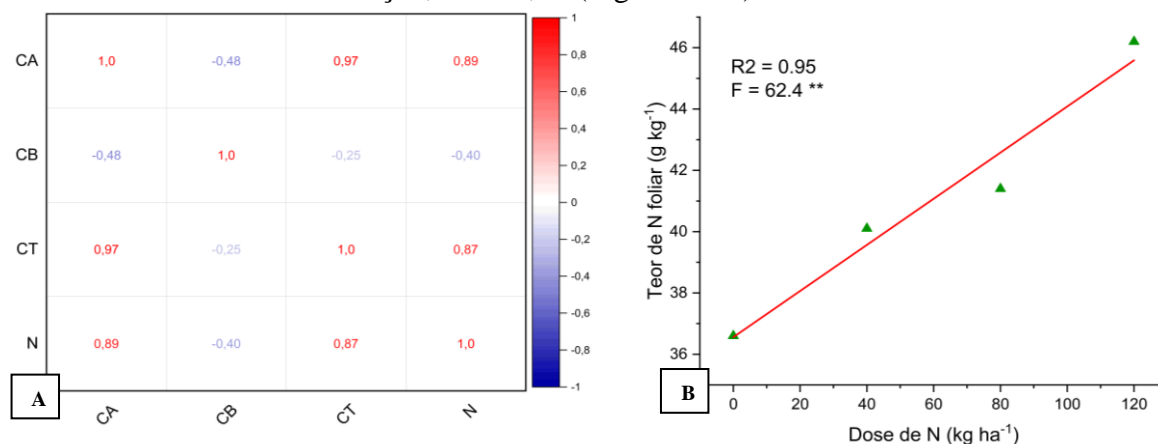 CA 1,0 -0,48 0,97 0,89
CB -0,48 1,0 -0,25 -0,40
CT 0,97 -0,25 1,0 0,87
N 0,89 -0,40 0,87 1,0
CA CB CT N
A
1
0,8
0,6
0,4
0,2
0
-0,2
-0,4
-0,6
-0,8
-1
R2 = 0.95
F = 62.4 **
Teor de N foliar (g kg⁻¹)
46
44
42
40
38
36
0 20 40 60 80 100 120
Dose de N (kg ha⁻¹)
B